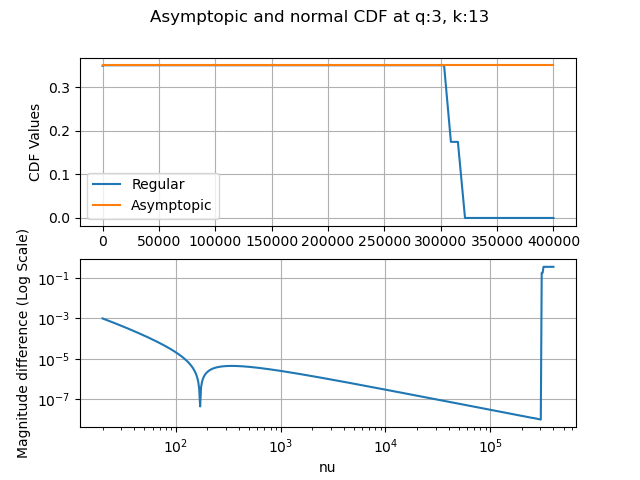 Asymptopic and normal CDF at q:3, k:13
CDF Values
0.3
0.2
0.1
0.0
Regular
Asymptopic
0 50000 100000 150000 200000 250000 300000 350000 400000
Magnitude difference (Log Scale)
10⁻¹
10⁻³
10⁻⁵
10⁻⁷
10² 10³ 10⁴ 10⁵
nu